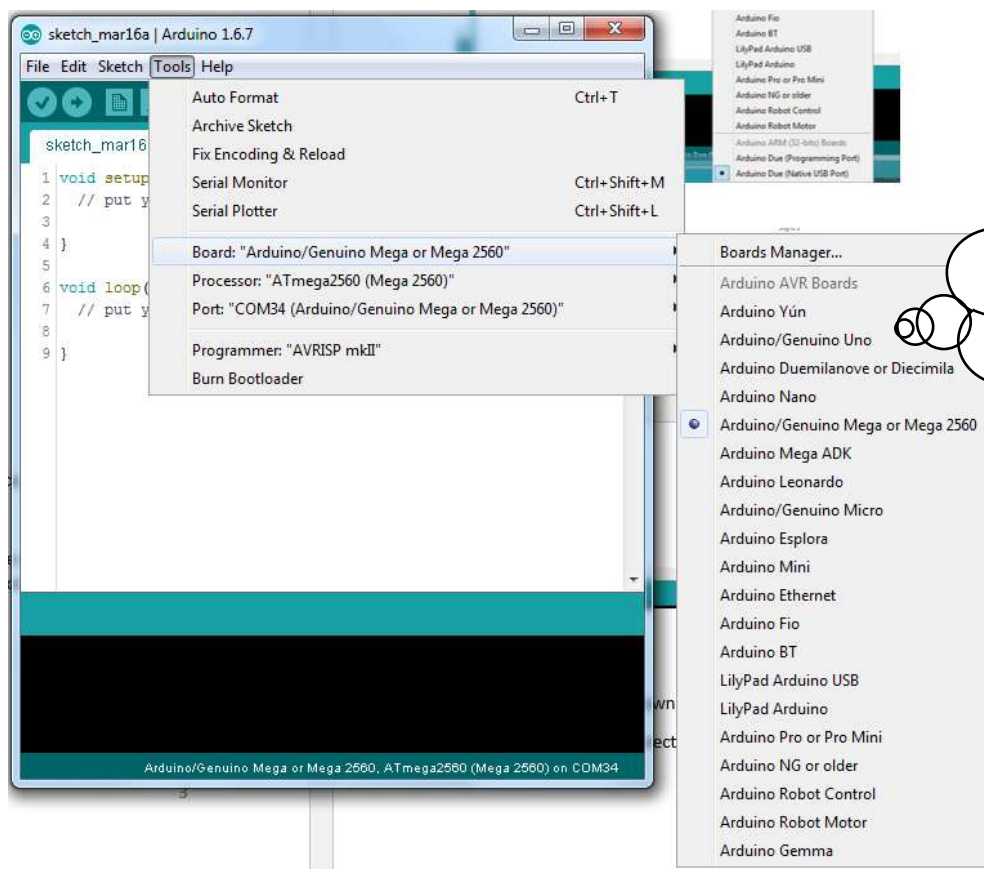 sketch_mar16a | Arduino 1.6.7
File Edit Sketch Tools Help
sketch_mar16
1 void setup
2 // put y
3
4 }
5
6 void loop(
7 // put y
8
9 }
Auto Format Ctrl+T
Archive Sketch
Fix Encoding & Reload
Serial Monitor Ctrl+Shift+M
Serial Plotter Ctrl+Shift+L
Board: "Arduino/Genuino Mega or Mega 2560"
Processor: "ATmega2560 (Mega 2560)"
Port: "COM34 (Arduino/Genuino Mega or Mega 2560)"
Programmer: "AVRISP mkII"
Burn Bootloader
Arduino/Genuino Mega or Mega 2560, ATmega2560 (Mega 2560) on COM34
Arduino Fio
Arduino BT
LilyPad Arduino USB
LilyPad Arduino
Arduino Pro or Pro Mini
Arduino NG or older
Arduino Robot Control
Arduino Robot Motor
Arduino ARM (32-bits) Boards
Arduino Due (Programming Port)
Arduino Due (Native USB Port)
Boards Manager...
Arduino AVR Boards
Arduino Yún
Arduino/Genuino Uno
Arduino Duemilanove or Diecimila
Arduino Nano
Arduino/Genuino Mega or Mega 2560
Arduino Mega ADK
Arduino Leonardo
Arduino/Genuino Micro
Arduino Esplora
Arduino Mini
Arduino Ethernet
Arduino Fio
Arduino BT
LilyPad Arduino USB
LilyPad Arduino
Arduino Pro or Pro Mini
Arduino NG or older
Arduino Robot Control
Arduino Robot Motor
Arduino Gemma
wn
ect
3